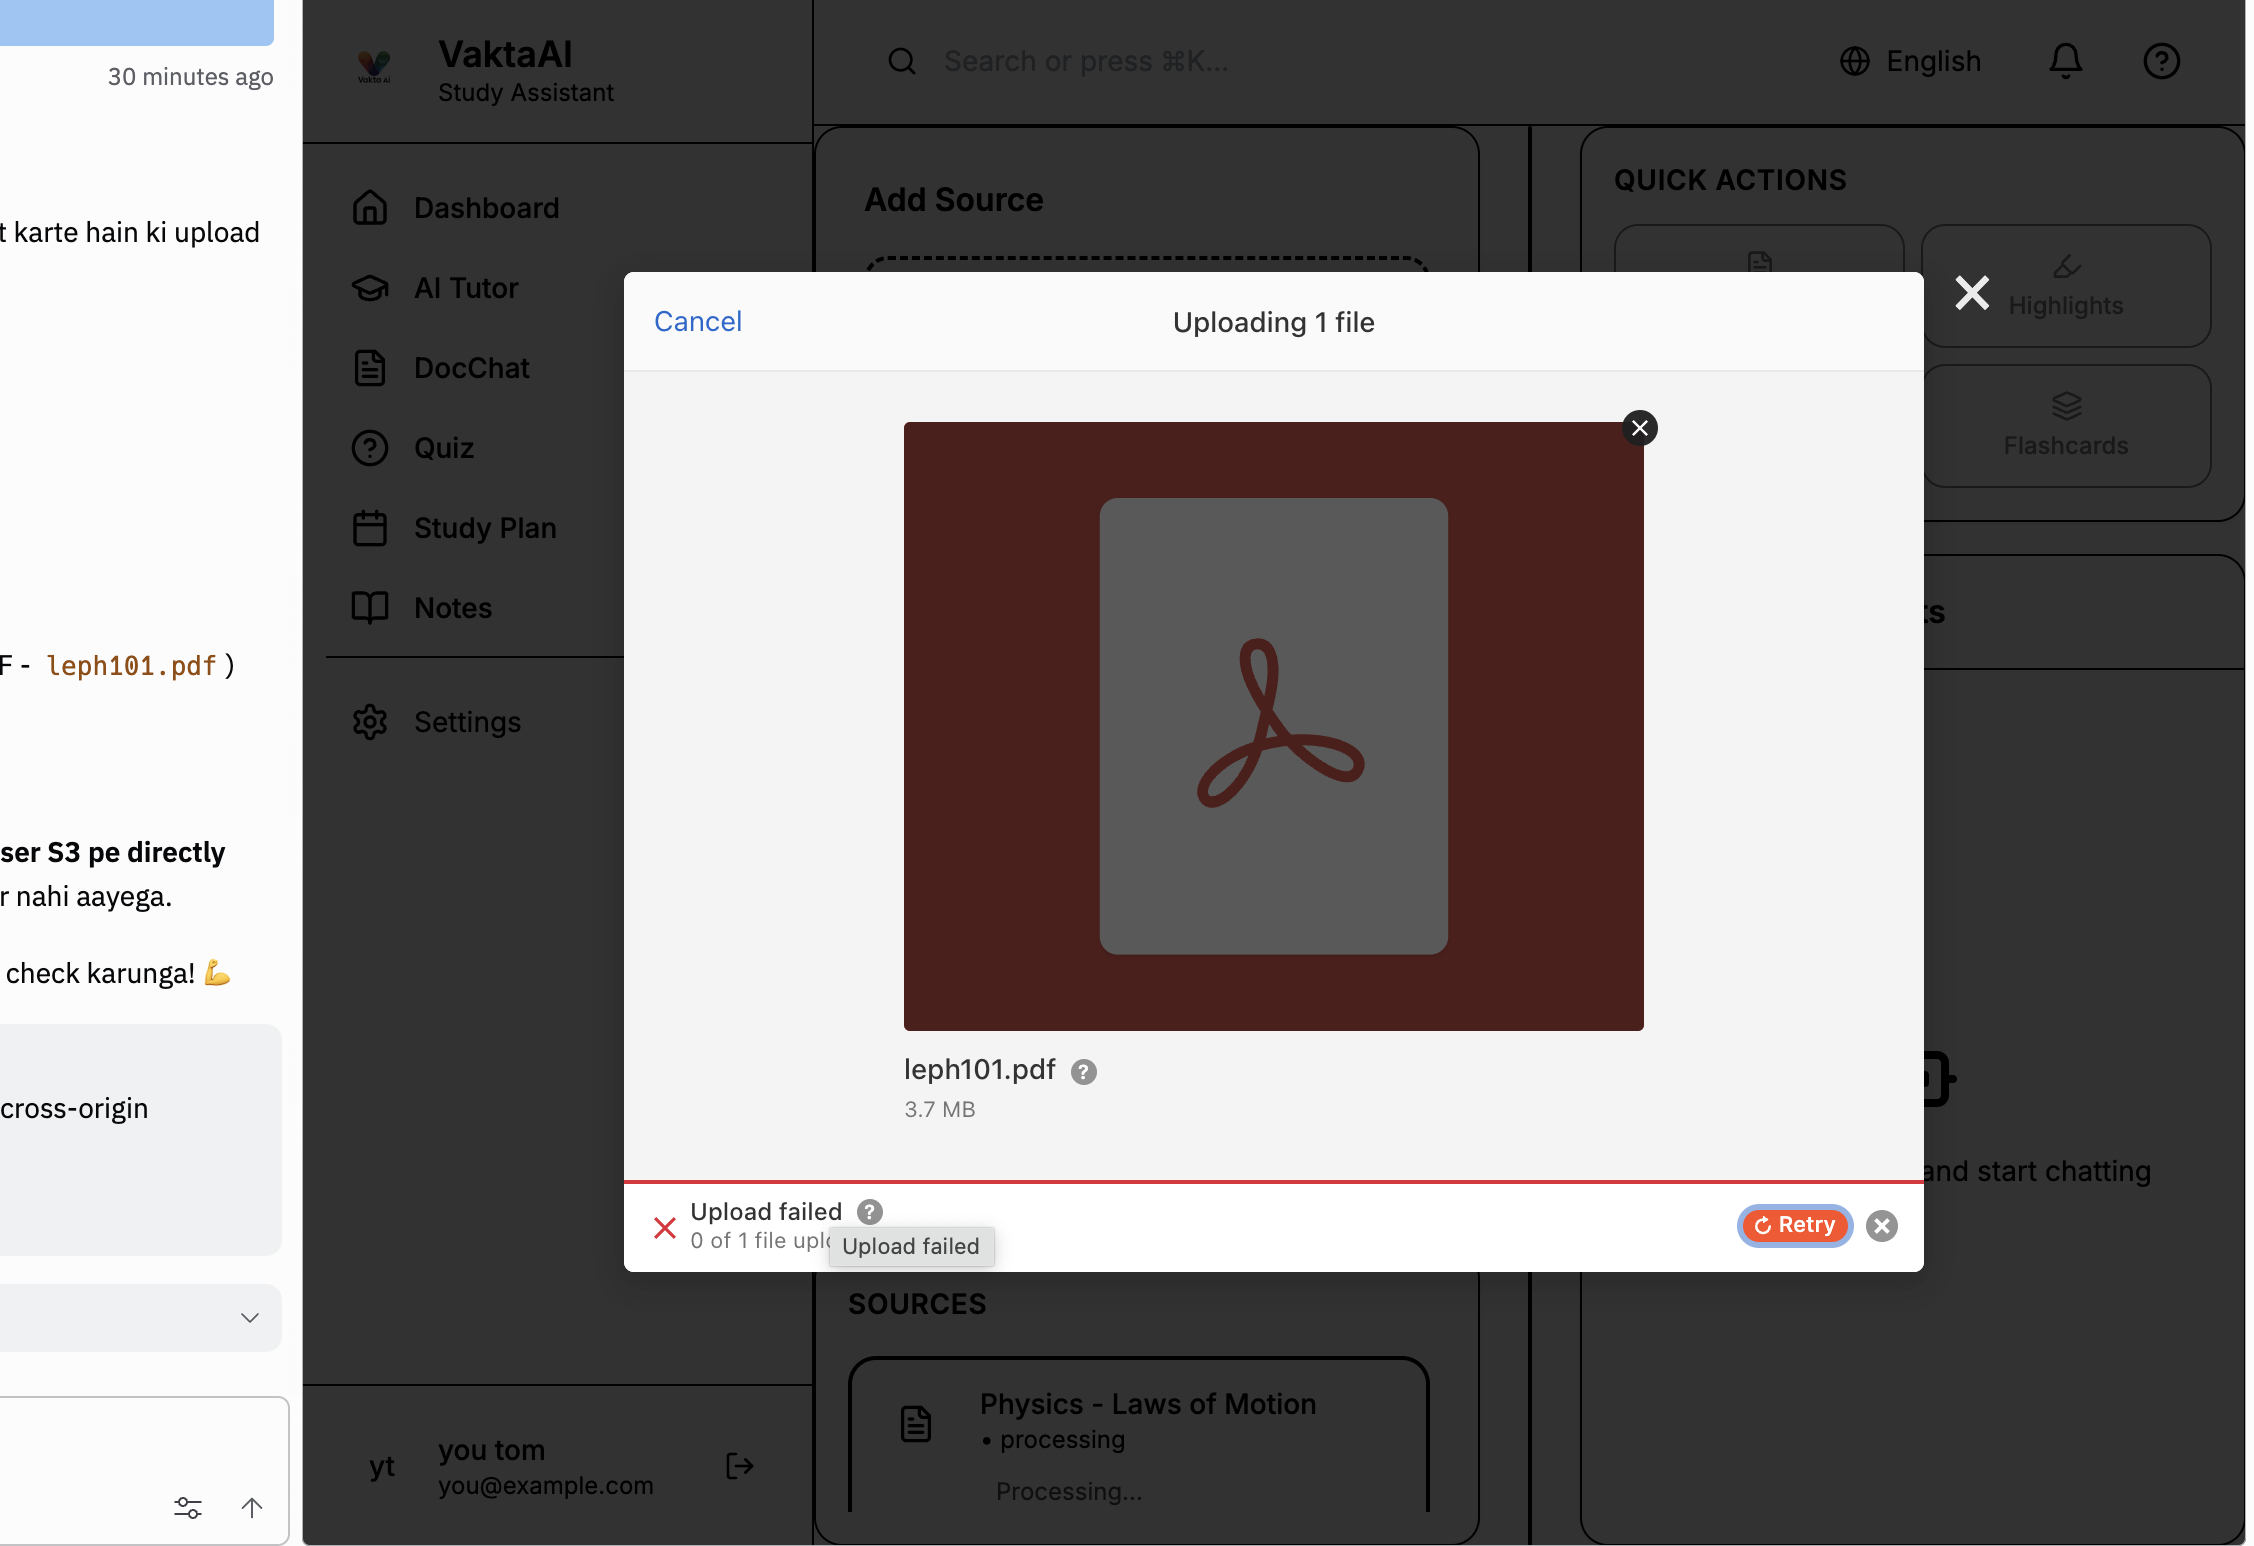 30 minutes ago
t karte hain ki upload
F - leph101.pdf )
ser S3 pe directly
r nahi aayega.
check karunga! 💪
cross-origin
Vakta AI
VaktaAI
Study Assistant
Dashboard
AI Tutor
DocChat
Quiz
Study Plan
Notes
Settings
yt
you tom
you@example.com
Search or press ⌘K...
English
Add Source
QUICK ACTIONS
Highlights
Flashcards
ts
and start chatting
Cancel
Uploading 1 file
leph101.pdf
3.7 MB
Upload failed
0 of 1 file uplo
Upload failed
Retry
SOURCES
Physics - Laws of Motion
• processing
Processing...